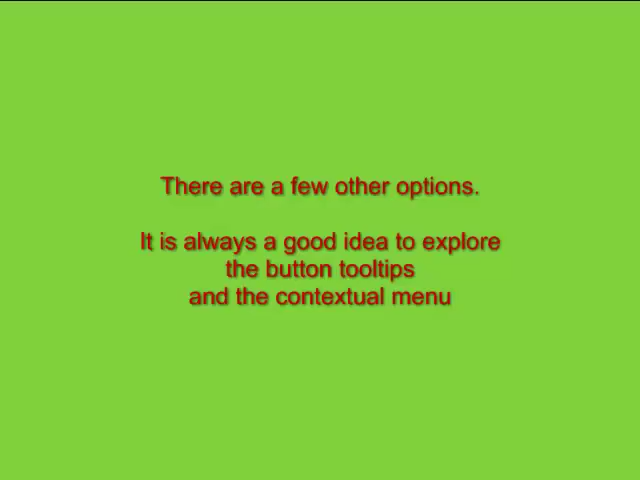 There are a few other options.
It is always a good idea to explore
the button tooltips
and the contextual menu